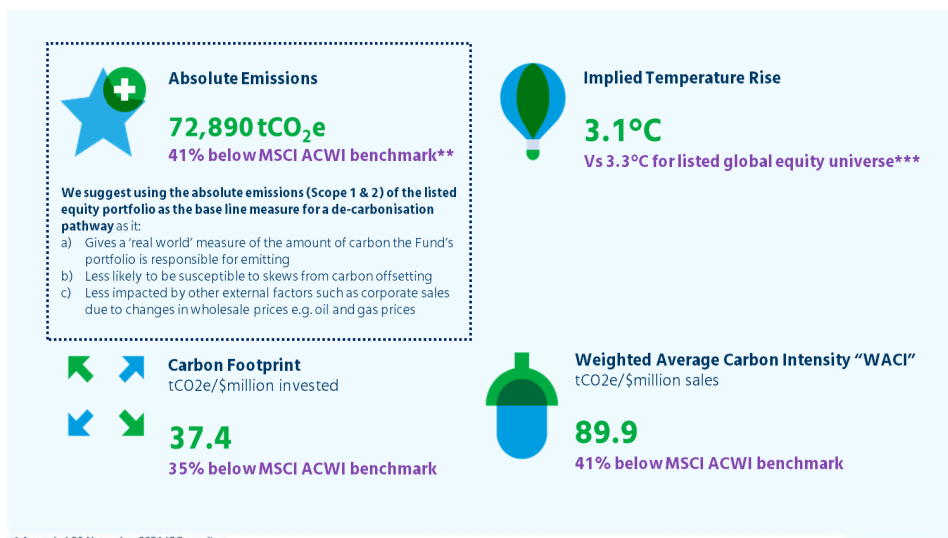 Absolute Emissions
72,890 tCO₂e
41% below MSCI ACWI benchmark**
We suggest using the absolute emissions (Scope 1 & 2) of the listed
equity portfolio as the base line measure for a de-carbonisation
pathway as it:
a) Gives a ‘real world’ measure of the amount of carbon the Fund’s
portfolio is responsible for emitting
b) Less likely to be susceptible to skews from carbon offsetting
c) Less impacted by other external factors such as corporate sales
due to changes in wholesale prices e.g. oil and gas prices
Implied Temperature Rise
3.1°C
Vs 3.3°C for listed global equity universe***
Carbon Footprint
tCO2e/$million invested
37.4
35% below MSCI ACWI benchmark
Weighted Average Carbon Intensity “WACI”
tCO2e/$million sales
89.9
41% below MSCI ACWI benchmark